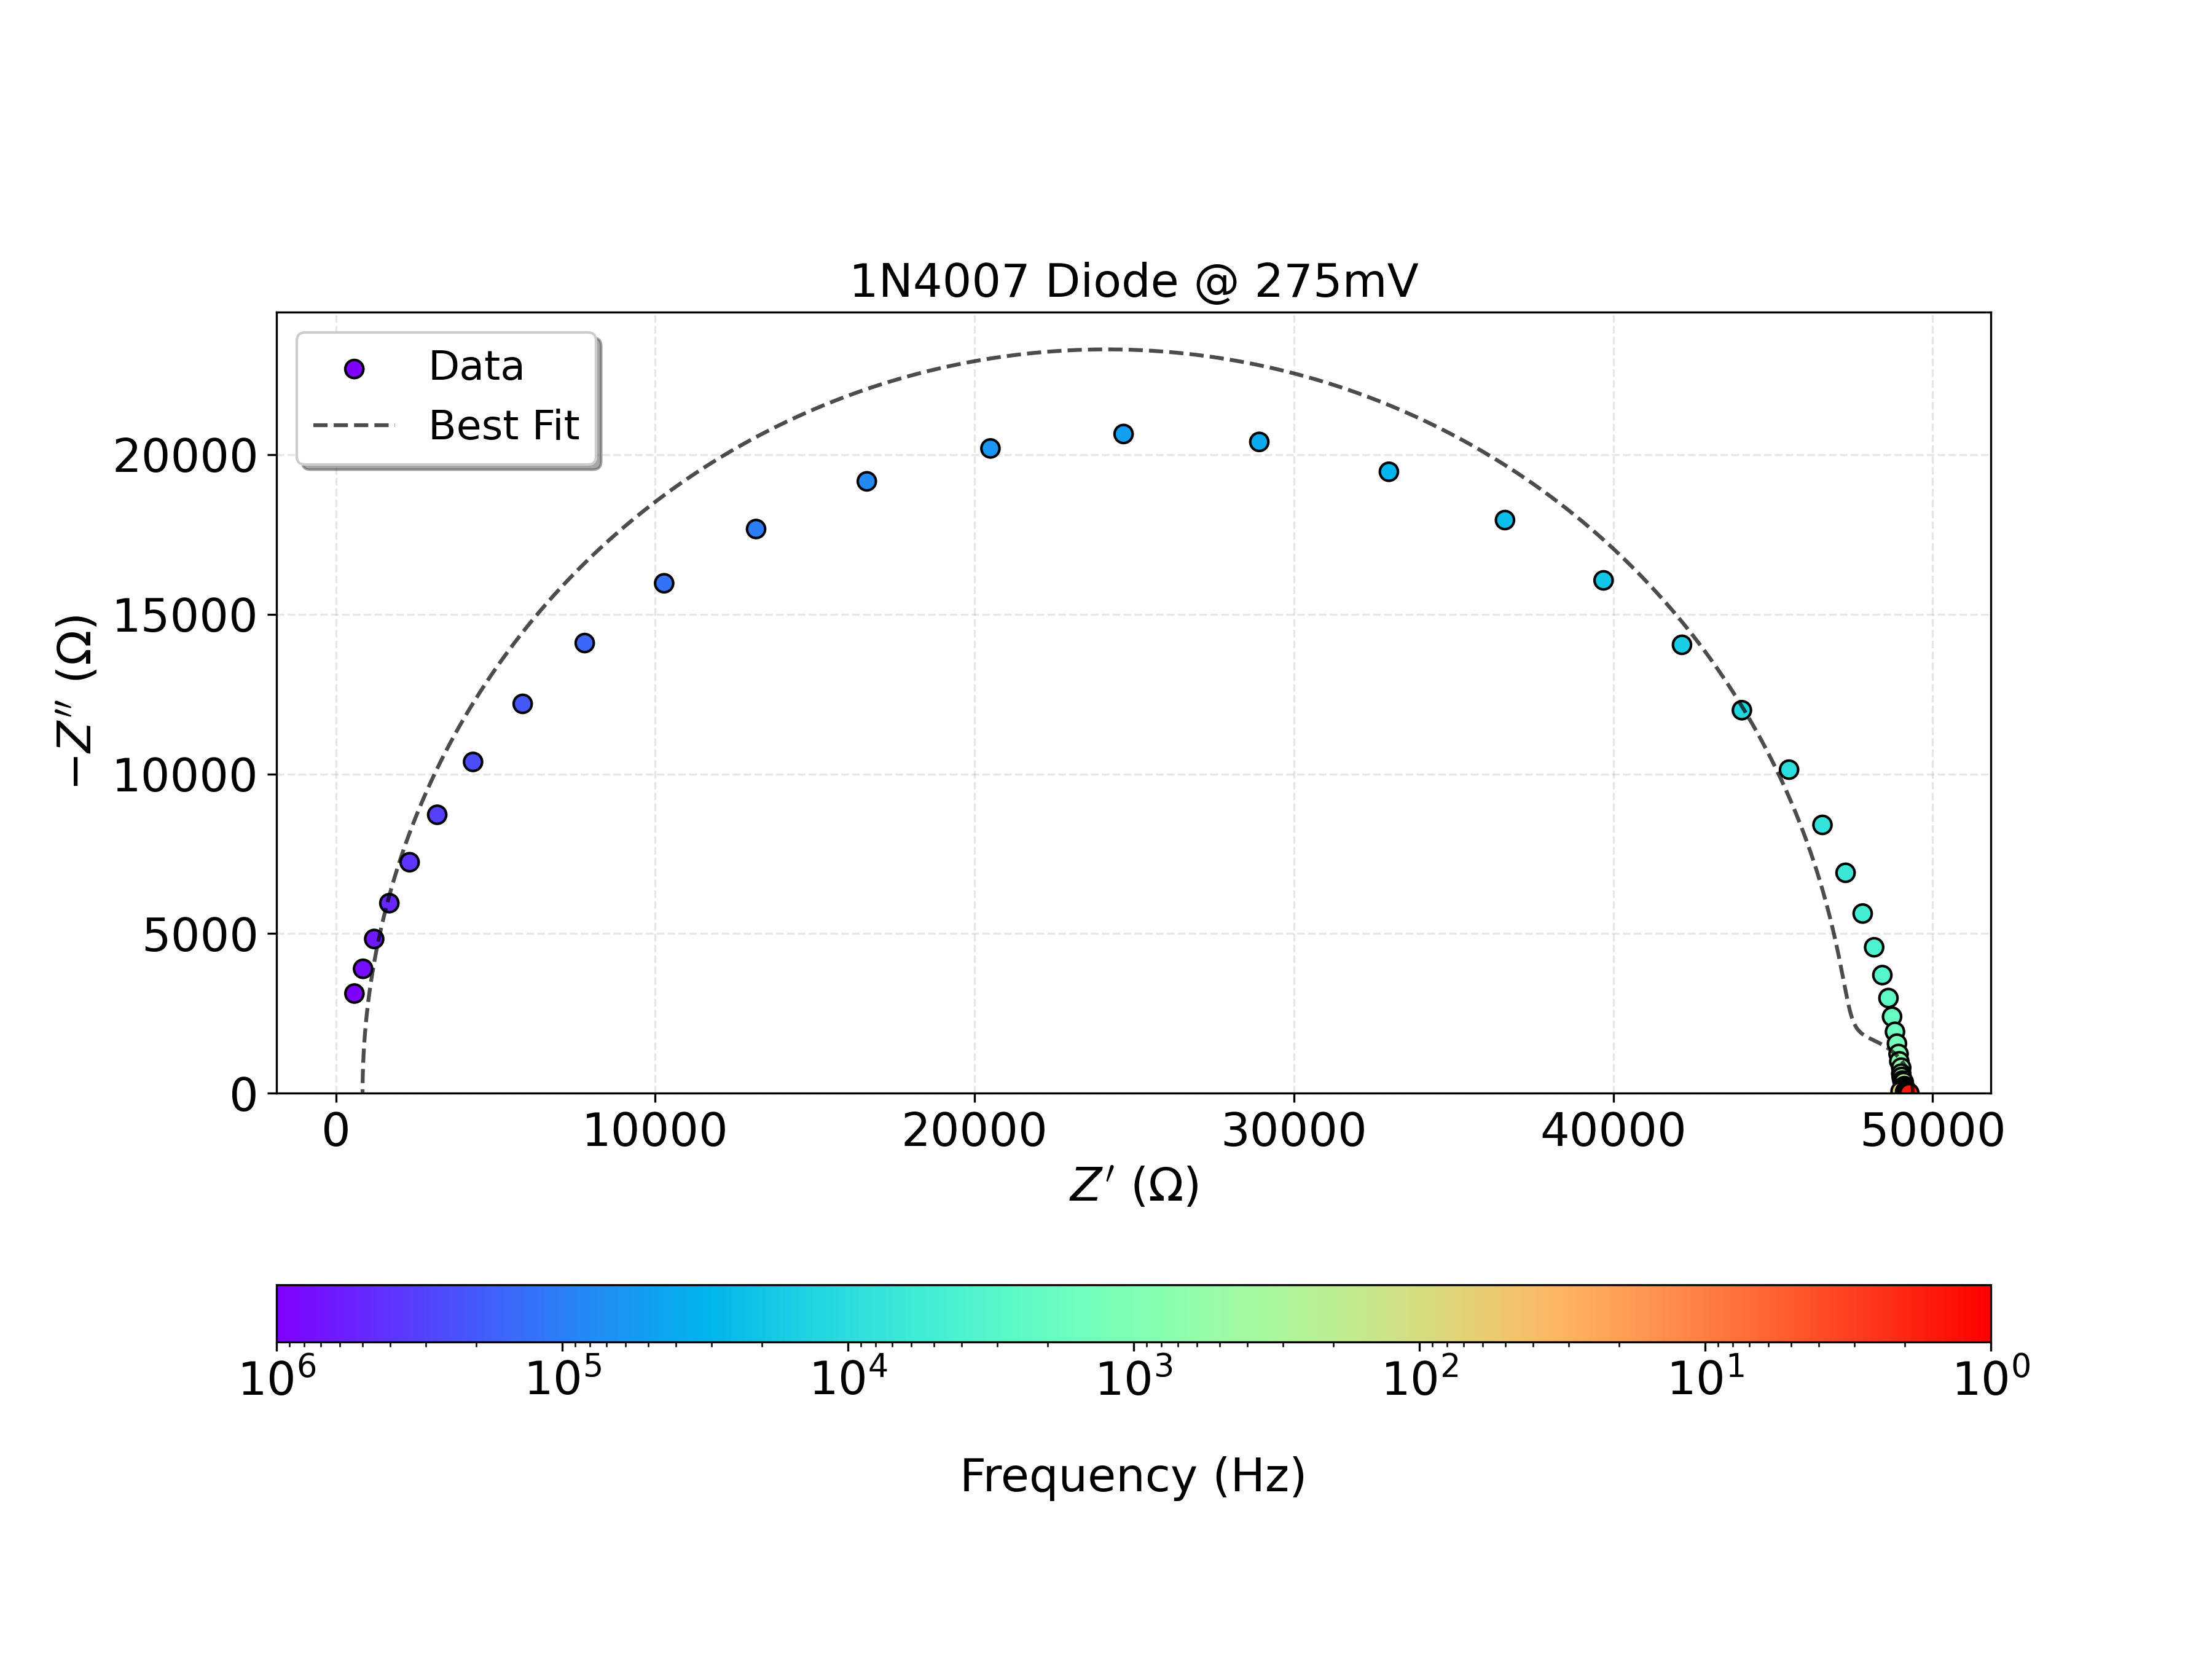 1N4007 Diode @ 275mV
Data
Best Fit
−Z″ (Ω)
20000
15000
10000
5000
0
0 10000 20000 30000 40000 50000
Z′ (Ω)
10⁶ 10⁵ 10⁴ 10³ 10² 10¹ 10⁰
Frequency (Hz)